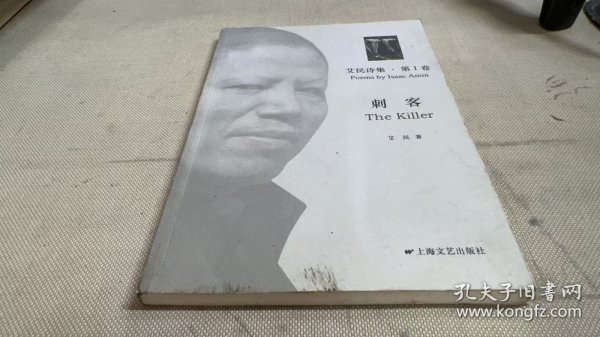 艾民诗集·第1卷
Poems by Isaac Amin
刺客
The Killer
艾民 著
上海文艺出版社
孔夫子旧書网
www.kongfz.com